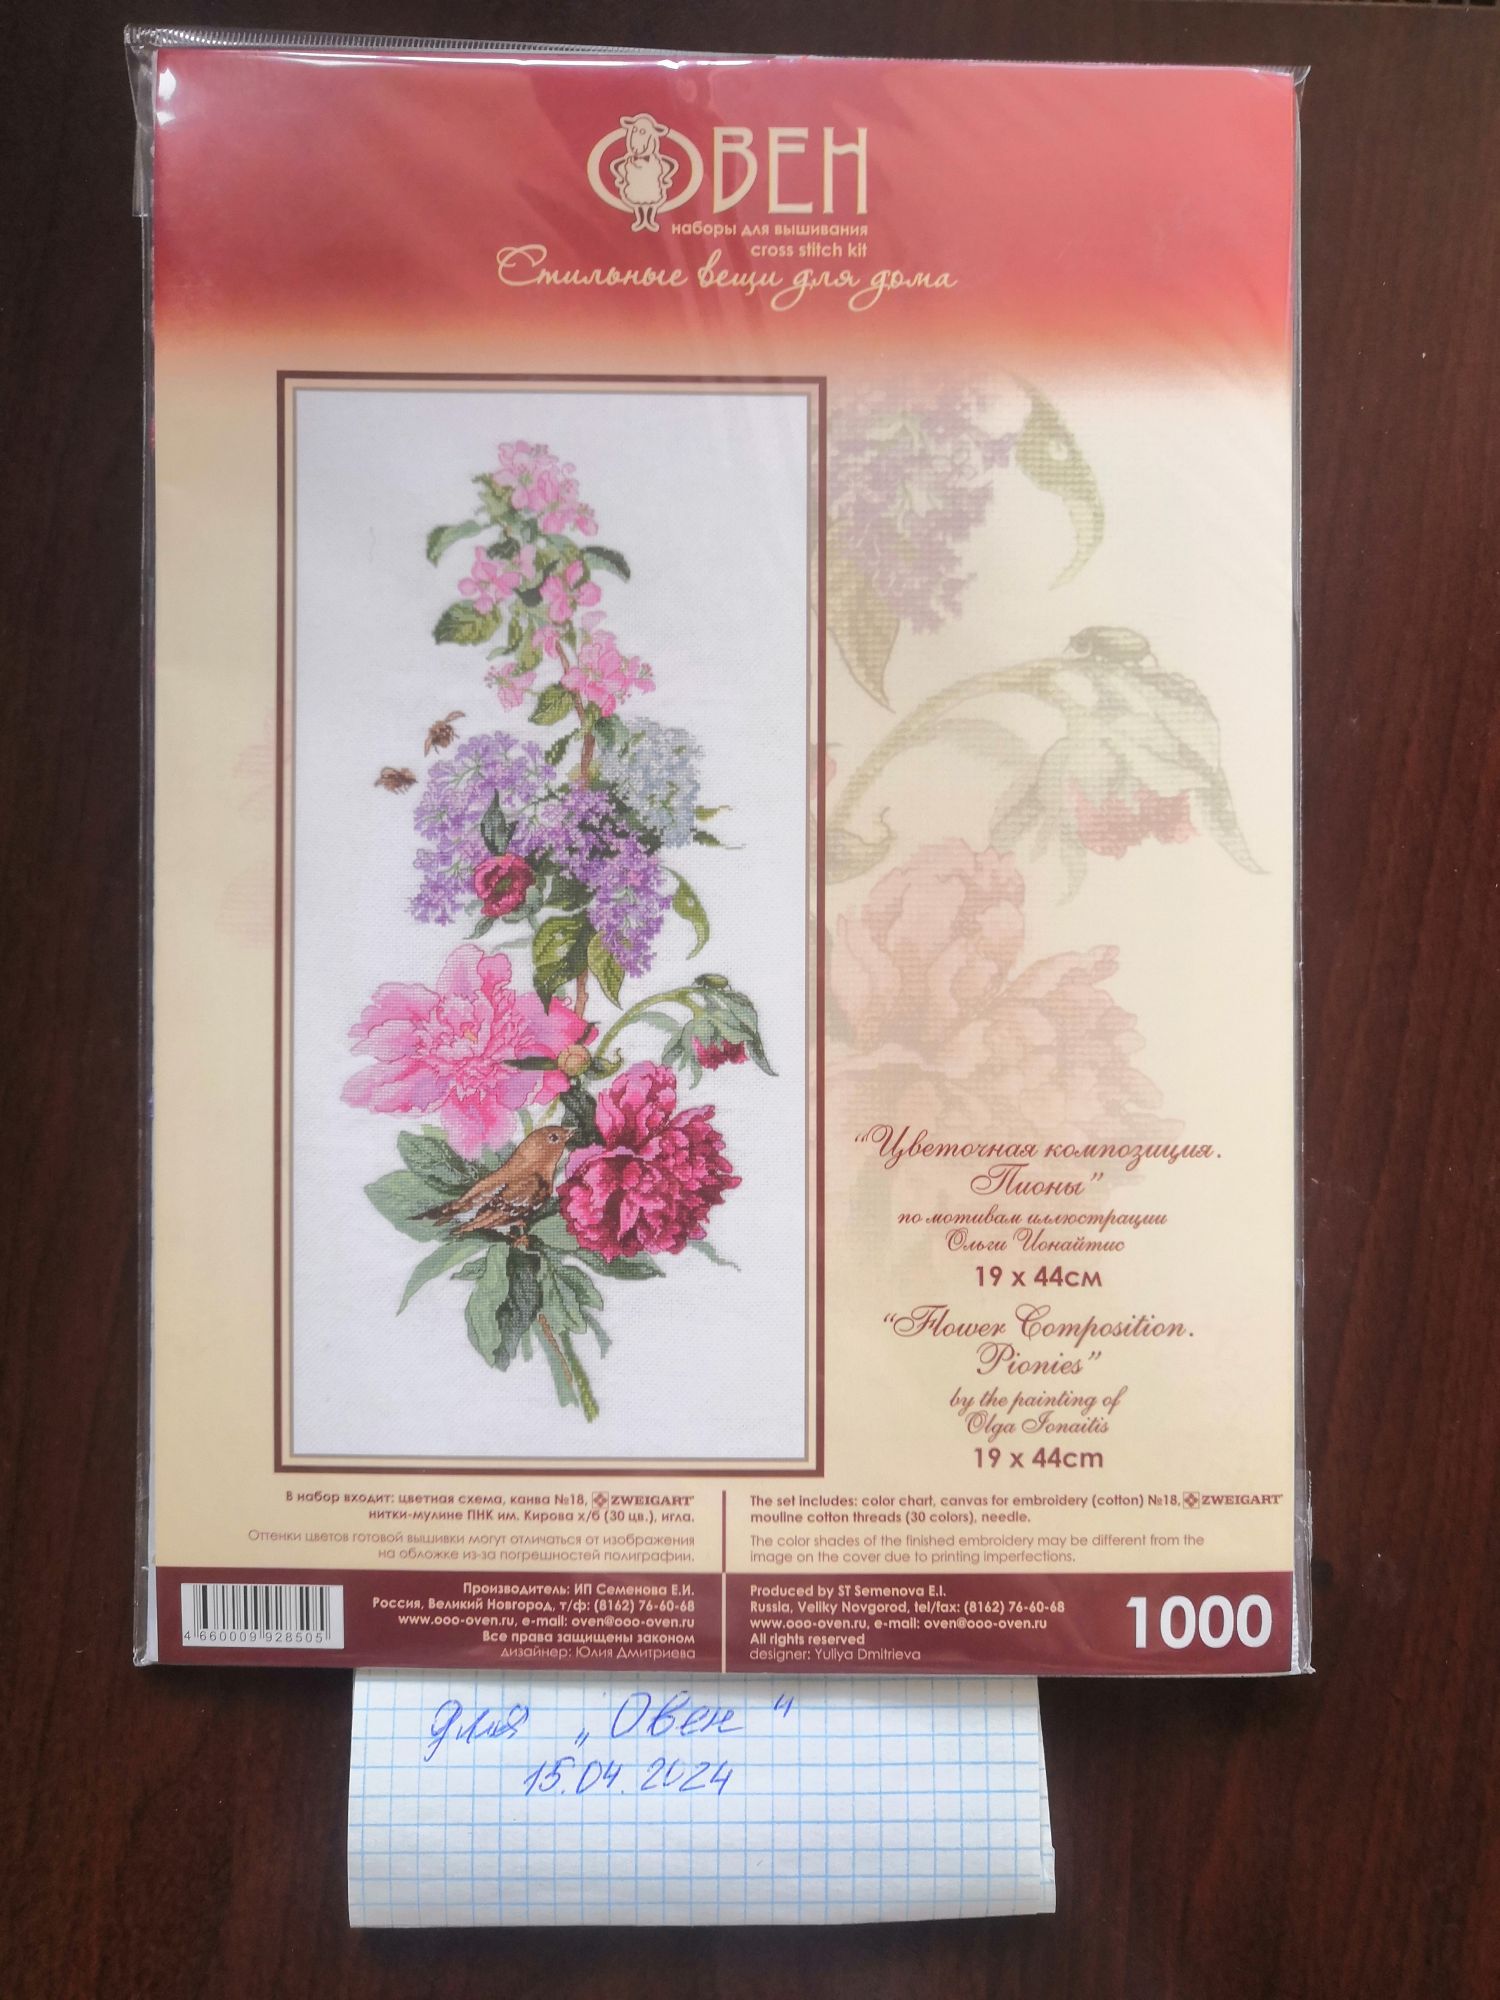 ОВЕН
наборы для вышивания
cross stitch kit
Стильные вещи для дома
“Цветочная композиция.
Пионы”
по мотивам иллюстрации
Ольги Ионайтис
19 х 44см
“Flower Composition.
Pionies”
by the painting of
Olga Ionaitis
19 x 44cm
В набор входит: цветная схема, канва №18, ZWEIGART
нитки-мулине ПНК им. Кирова х/б (30 цв.), игла.
Оттенки цветов готовой вышивки могут отличаться от изображения
на обложке из-за погрешностей полиграфии.
The set includes: color chart, canvas for embroidery (cotton) №18, ZWEIGART
mouline cotton threads (30 colors), needle.
The color shades of the finished embroidery may be different from the
image on the cover due to printing imperfections.
4 660009 928505
Производитель: ИП Семенова Е.И.
Россия, Великий Новгород, т/ф: (8162) 76-60-68
www.ooo-oven.ru, e-mail: oven@ooo-oven.ru
Все права защищены законом
дизайнер: Юлия Дмитриева
Produced by ST Semenova E.I.
Russia, Veliky Novgorod, tel/fax: (8162) 76-60-68
www.ooo-oven.ru, e-mail: oven@ooo-oven.ru
All rights reserved
designer: Yuliya Dmitrieva
1000
для „Овен“
15.04.2024